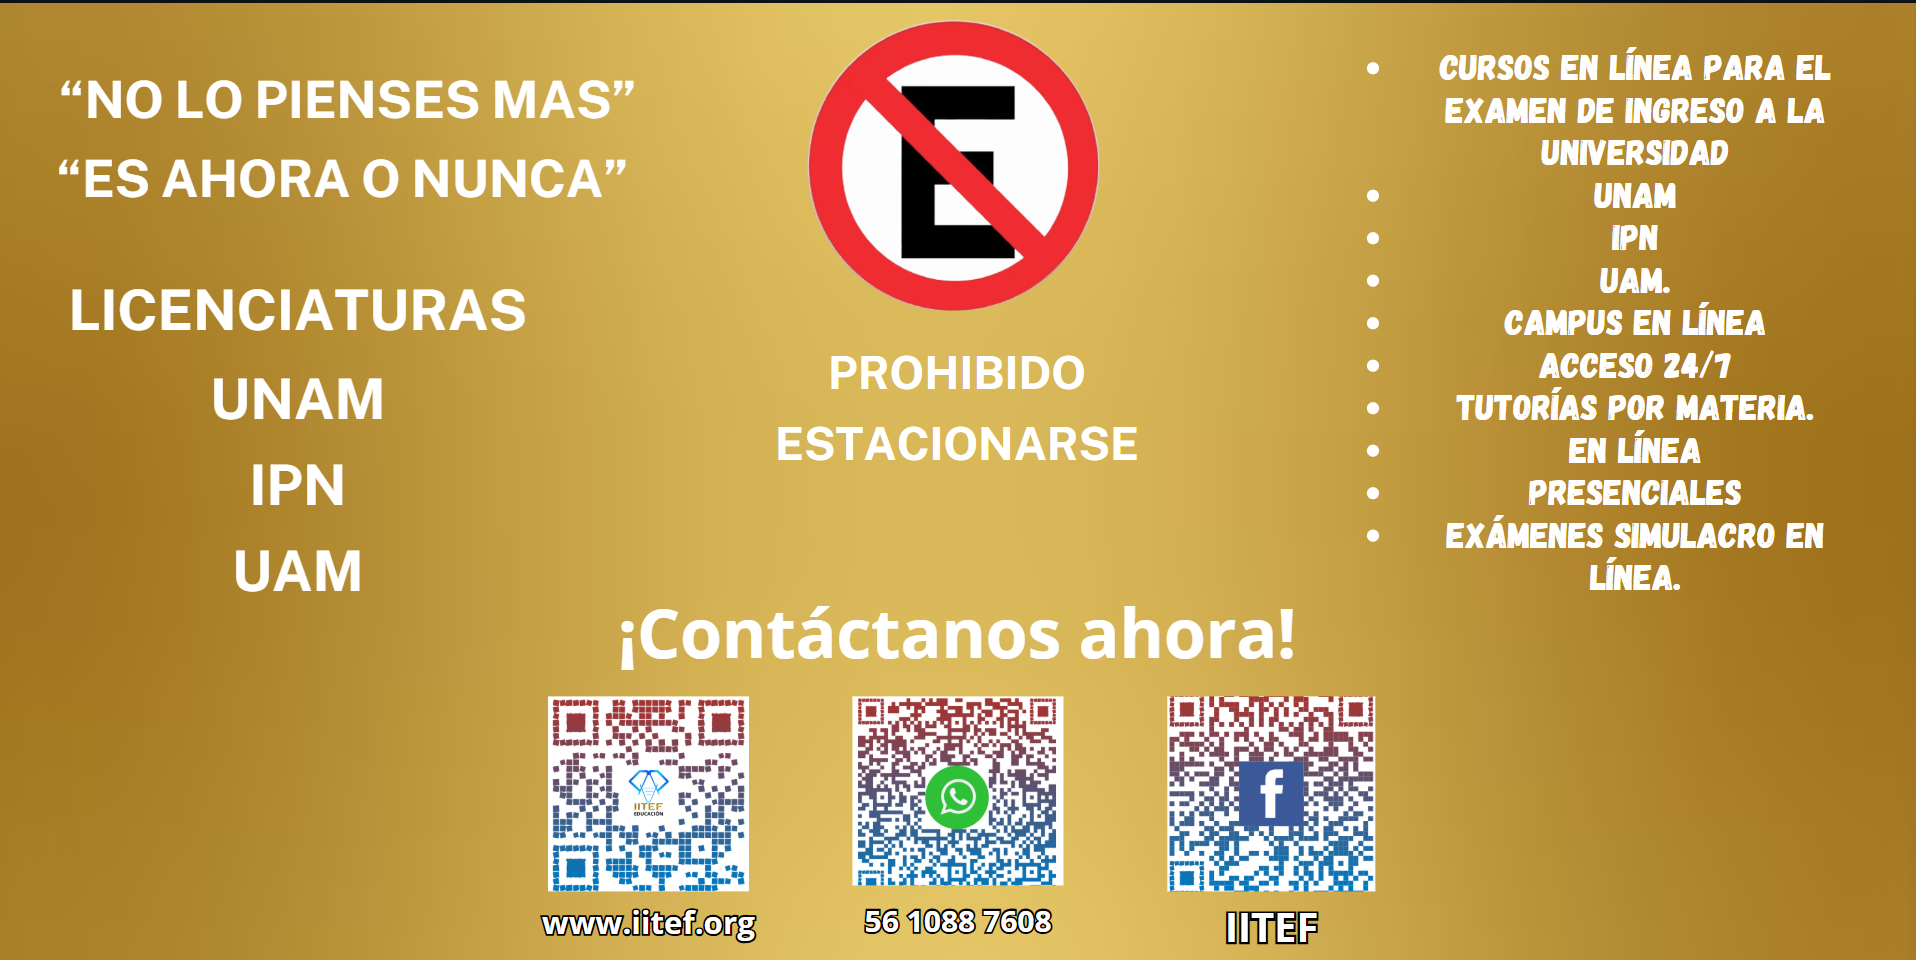 “NO LO PIENSES MAS”
“ES AHORA O NUNCA”
LICENCIATURAS
UNAM
IPN
UAM
E
PROHIBIDO
ESTACIONARSE
CURSOS EN LÍNEA PARA EL
EXAMEN DE INGRESO A LA
UNIVERSIDAD
UNAM
IPN
UAM.
CAMPUS EN LÍNEA
ACCESO 24/7
TUTORÍAS POR MATERIA.
EN LÍNEA
PRESENCIALES
EXÁMENES SIMULACRO EN
LÍNEA.
¡Contáctanos ahora!
IITEF
EDUCACIÓN
f
www.iitef.org
56 1088 7608
IITEF